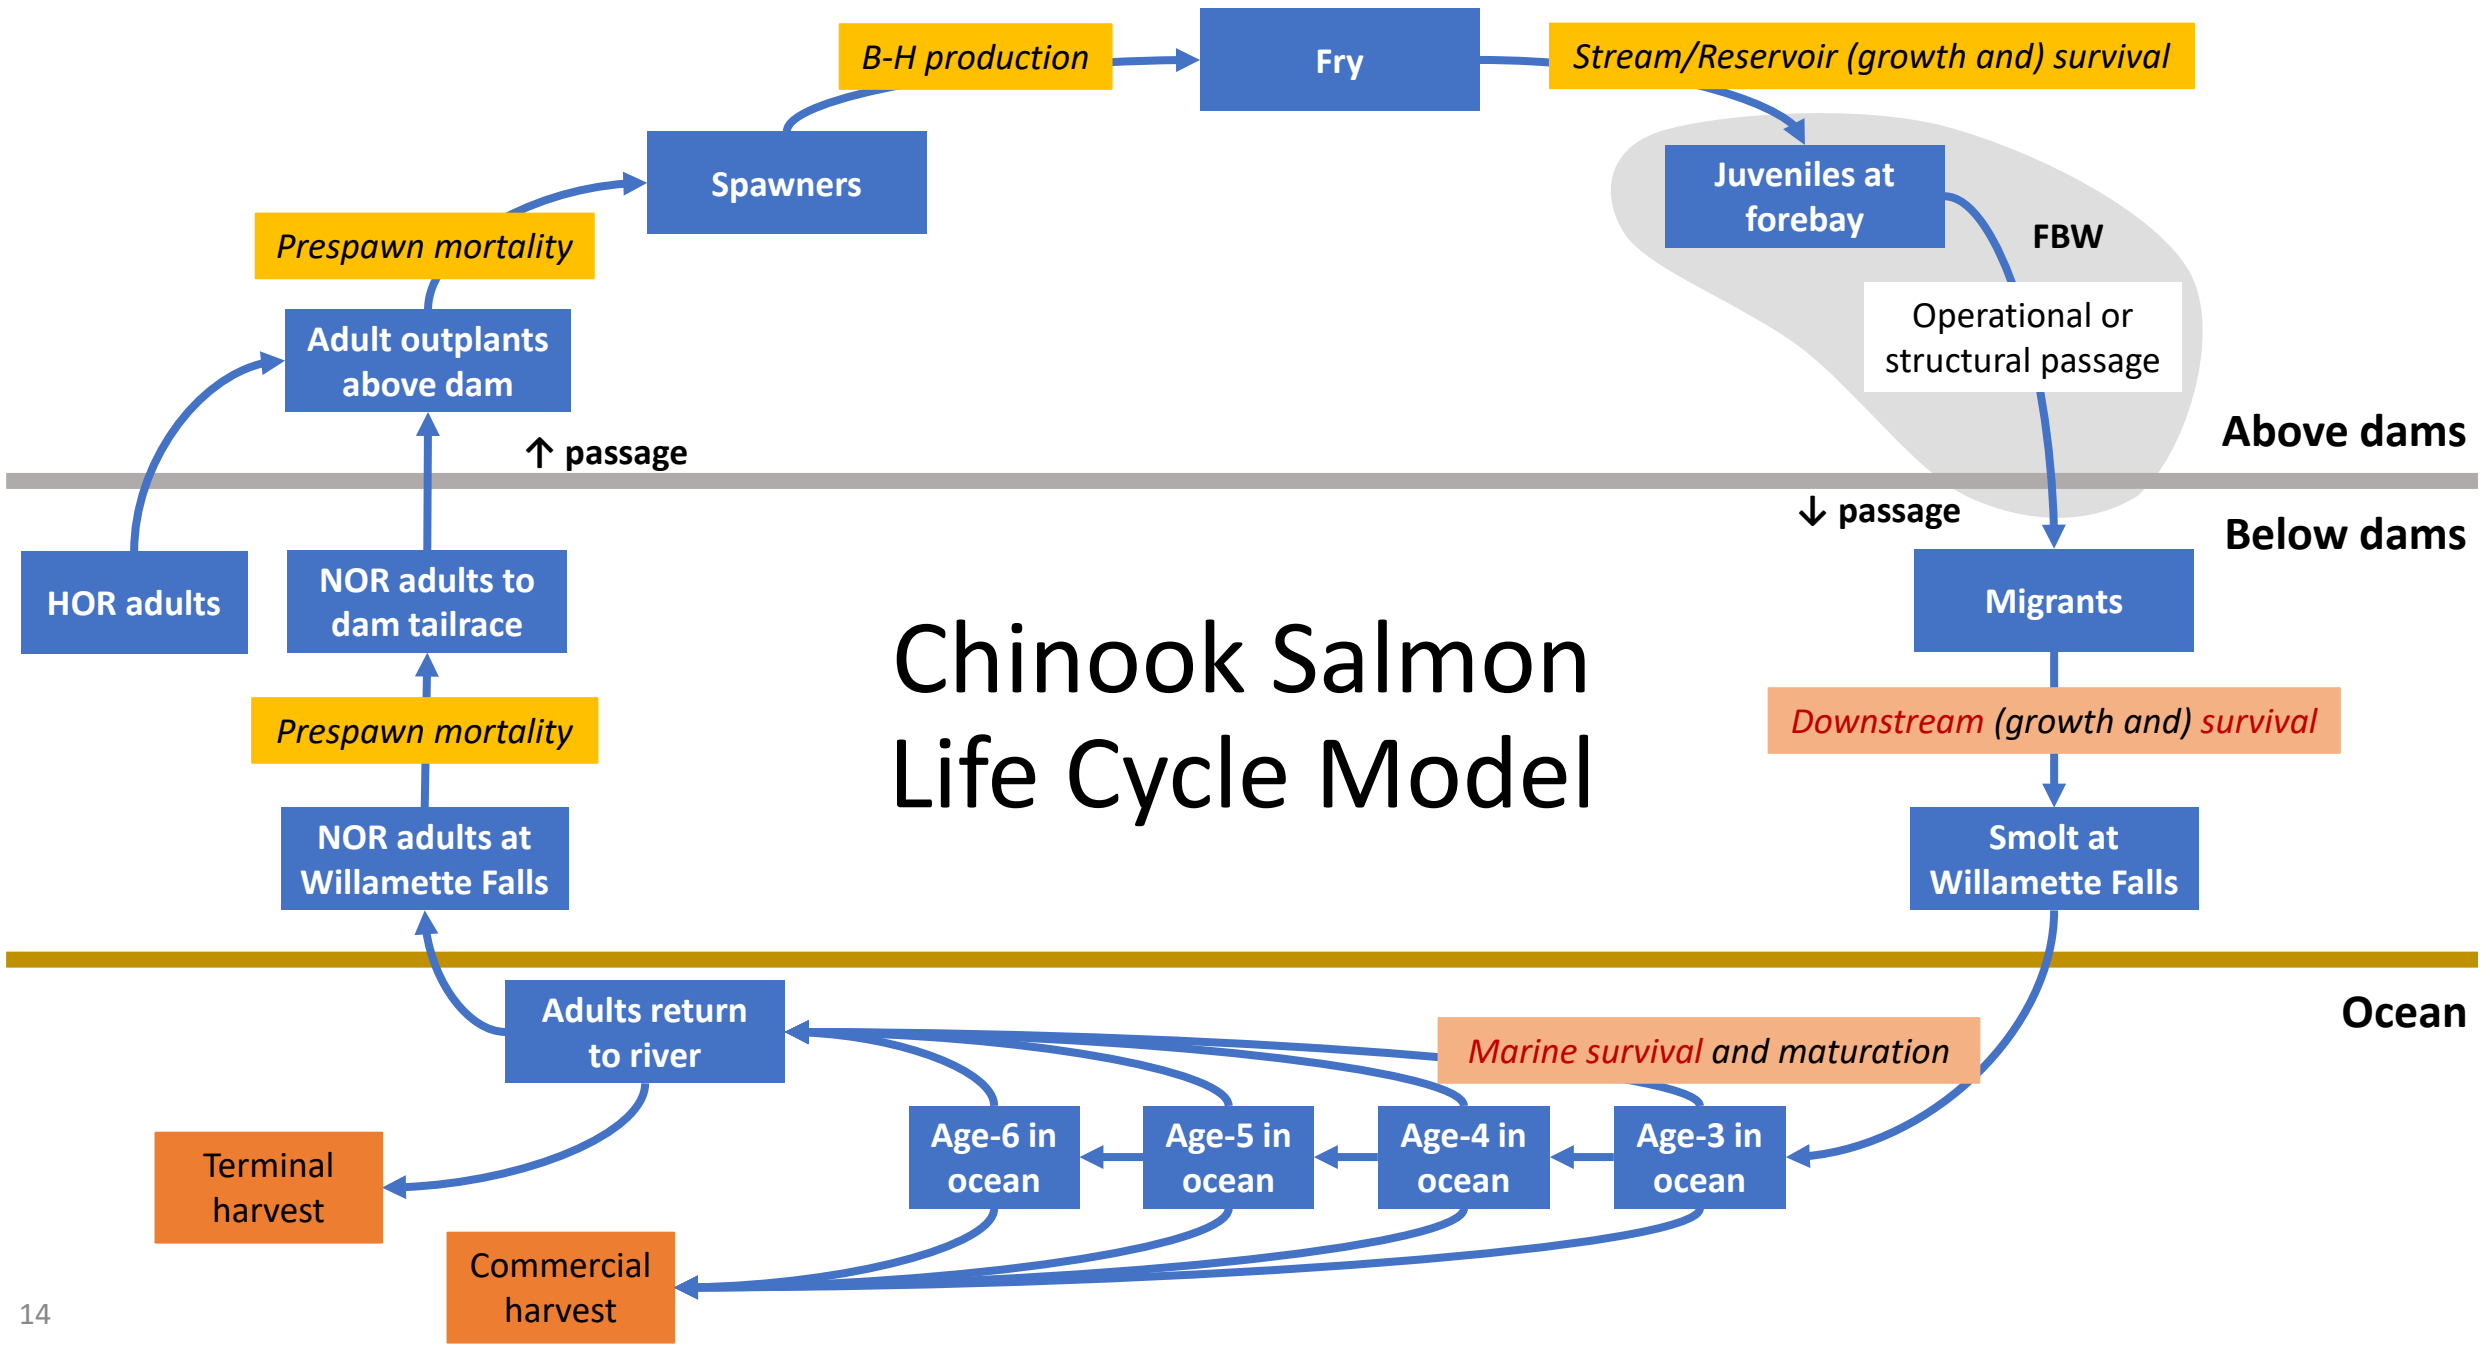 B-H production
Fry
Stream/Reservoir (growth and) survival
Spawners
Juveniles at
forebay
FBW
Prespawn mortality
Operational or
structural passage
Adult outplants
above dam
↑ passage
Above dams
↓ passage
Below dams
HOR adults
NOR adults to
dam tailrace
Migrants
Chinook Salmon
Life Cycle Model
Prespawn mortality
Downstream (growth and) survival
NOR adults at
Willamette Falls
Smolt at
Willamette Falls
Ocean
Adults return
to river
Marine survival and maturation
Age-6 in
ocean
Age-5 in
ocean
Age-4 in
ocean
Age-3 in
ocean
Terminal
harvest
Commercial
harvest
14